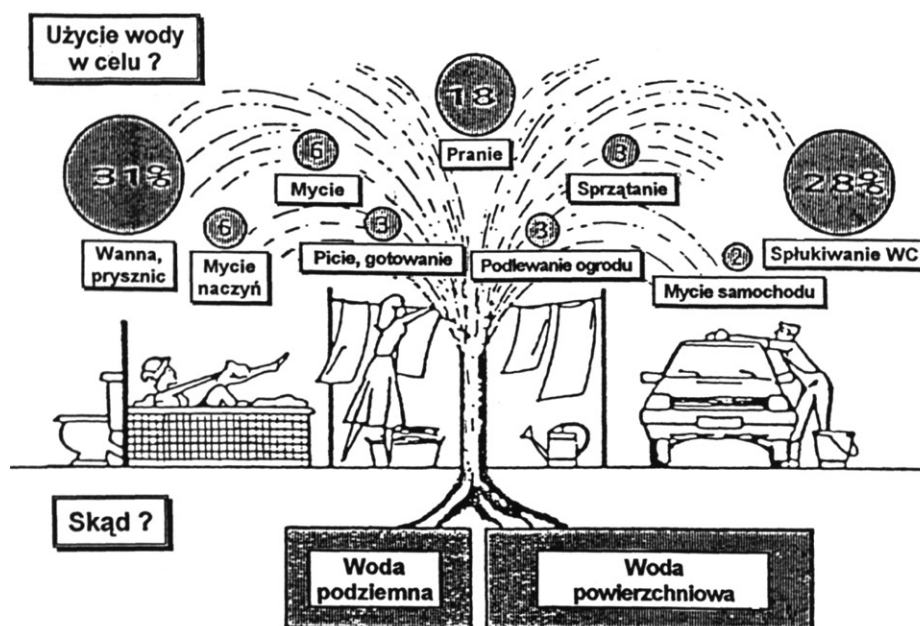 Użycie wody
w celu ?
18
Pranie
31%
Wanna,
prysznic
6
Mycie
3
Sprzątanie
28%
Spłukiwanie WC
6
Mycie
naczyń
3
Picie, gotowanie
3
Podlewanie ogrodu
2
Mycie samochodu
Skąd ?
Woda
podziemna
Woda
powierzchniowa